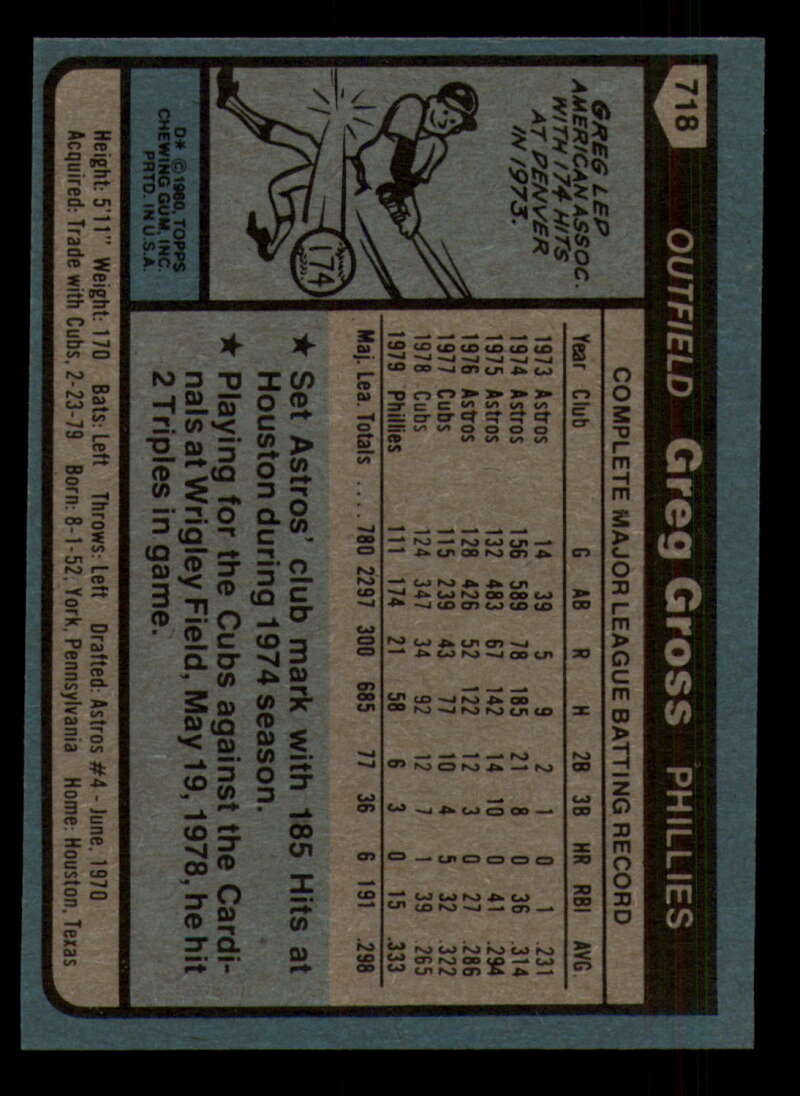 718 OUTFIELD Greg Gross PHILLIES
GREG LED
AMERICAN ASSOC.
WITH 174 HITS
AT DENVER
IN 1973.
174
D* © 1980, TOPPS
CHEWING GUM, INC.
PRTD. IN U.S.A.
COMPLETE MAJOR LEAGUE BATTING RECORD
Year Club G AB R H 2B 3B HR RBI AVG.
1973 Astros 14 39 5 9 2 1 0 1 .231
1974 Astros 156 589 78 185 21 8 0 36 .314
1975 Astros 132 483 67 142 14 10 0 41 .294
1976 Astros 128 426 52 122 12 3 0 27 .286
1977 Cubs 115 239 43 77 10 4 5 32 .322
1978 Cubs 124 347 34 92 12 7 1 39 .265
1979 Phillies 111 174 21 58 6 3 0 15 .333
Maj. Lea. Totals .... 780 2297 300 685 77 36 6 191 .298
★ Set Astros' club mark with 185 Hits at
Houston during 1974 season.
★ Playing for the Cubs against the Cardi-
nals at Wrigley Field, May 19, 1978, he hit
2 Triples in game.
Height: 5'11" Weight: 170 Bats: Left Throws: Left Drafted: Astros #4 - June, 1970
Acquired: Trade with Cubs, 2-23-79 Born: 8-1-52, York, Pennsylvania Home: Houston, Texas